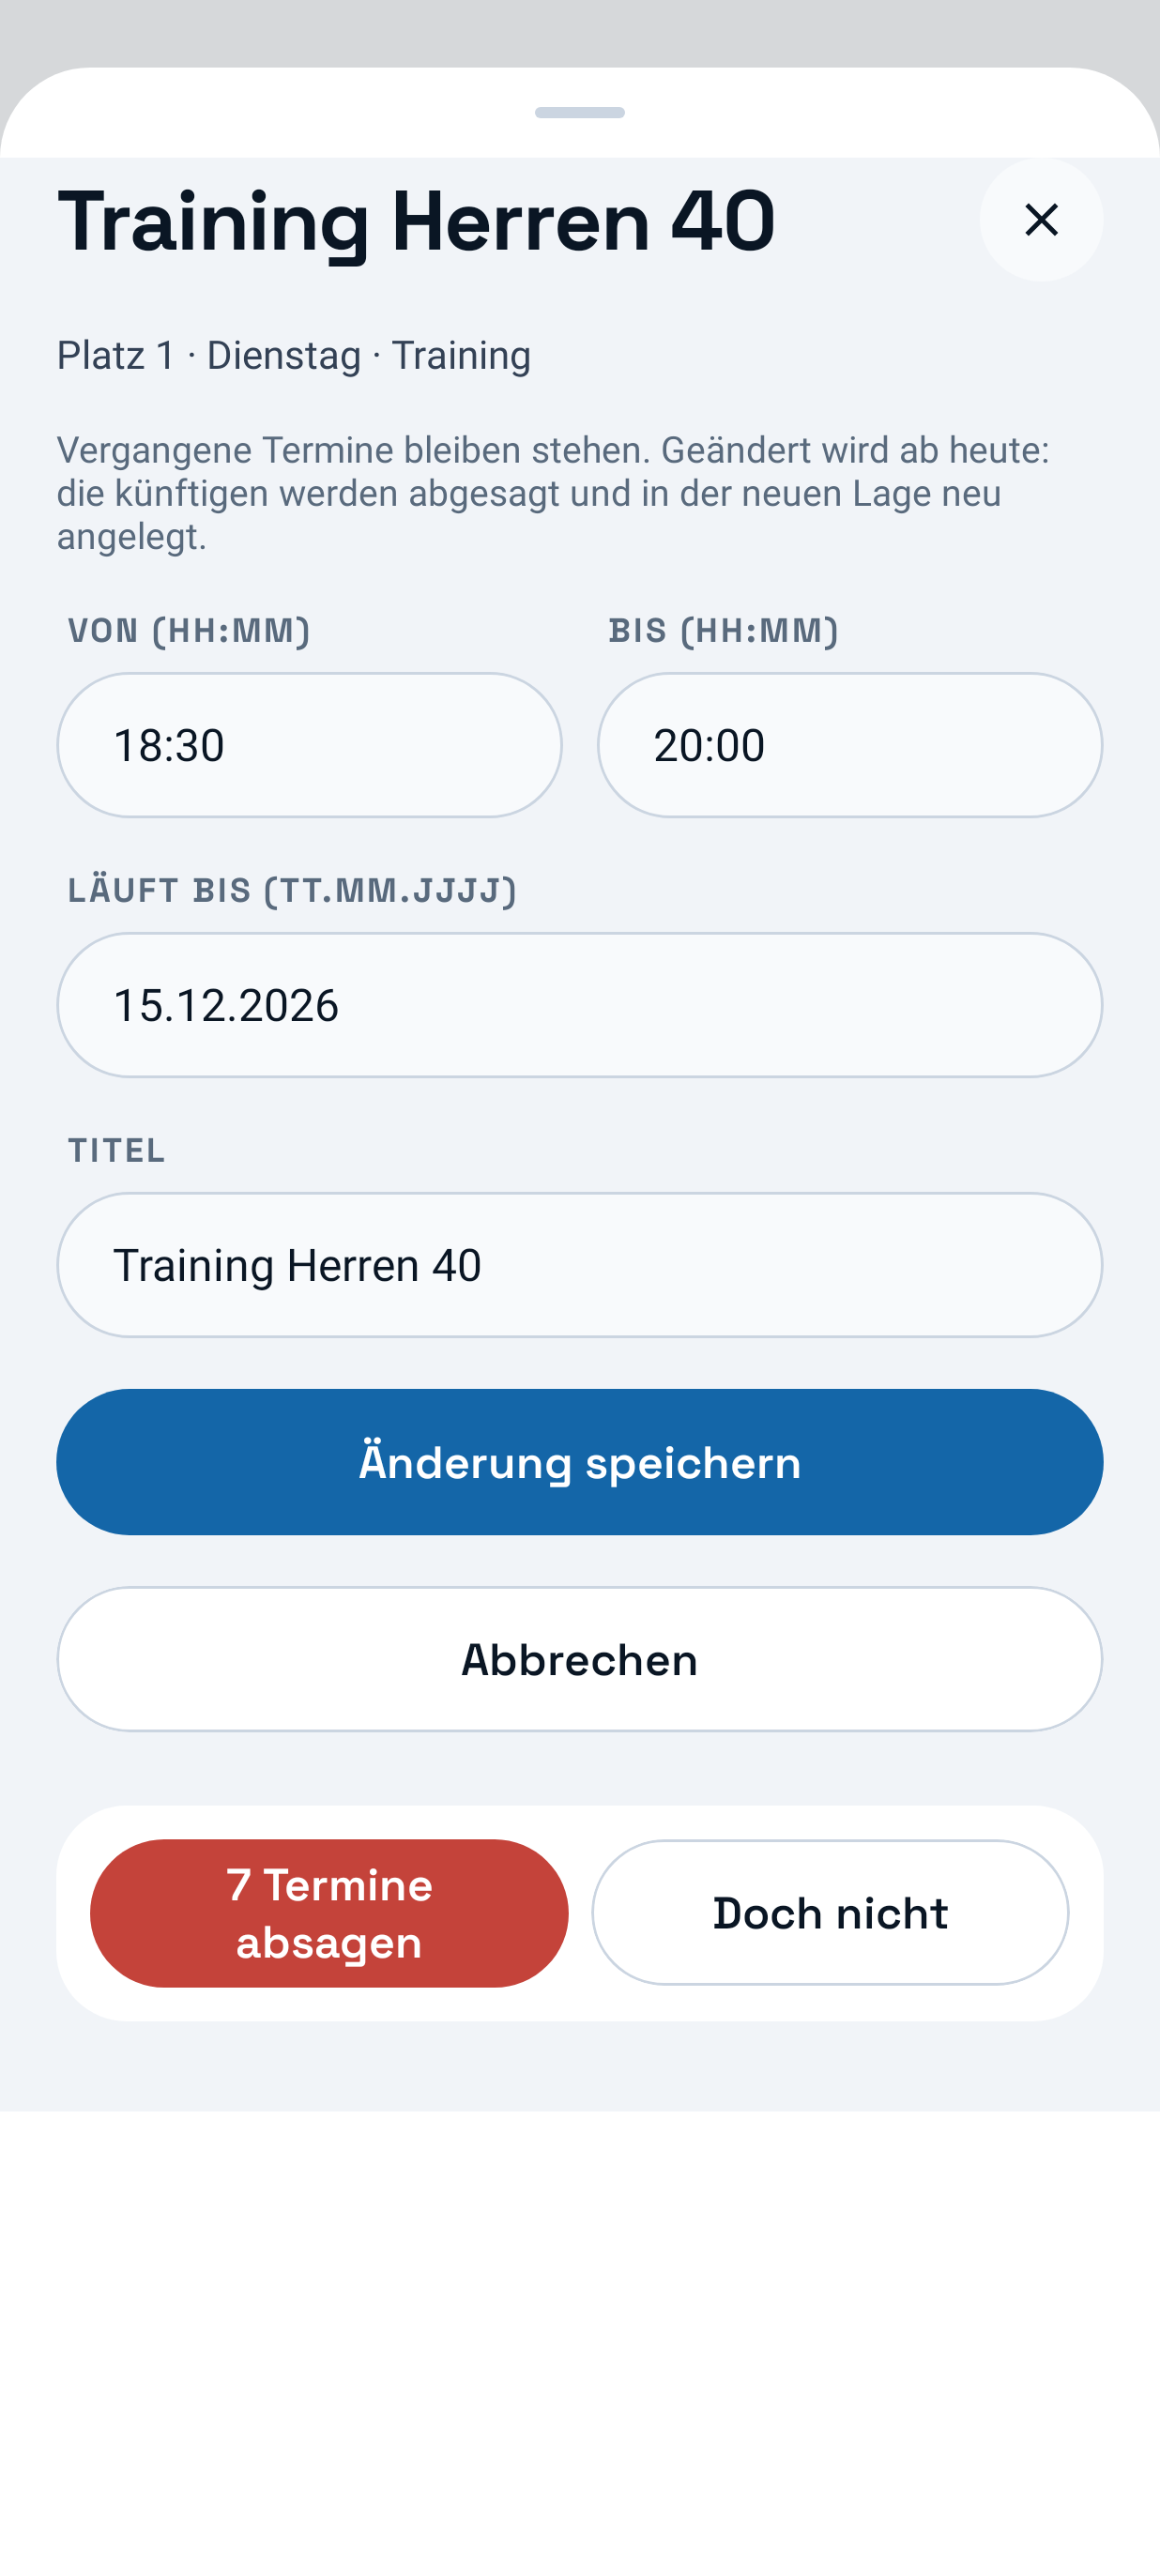 Training Herren 40
Platz 1 · Dienstag · Training
Vergangene Termine bleiben stehen. Geändert wird ab heute:
die künftigen werden abgesagt und in der neuen Lage neu
angelegt.
VON (HH:MM)
BIS (HH:MM)
18:30
20:00
LÄUFT BIS (TT.MM.JJJJ)
15.12.2026
TITEL
Training Herren 40
Änderung speichern
Abbrechen
7 Termine
absagen
Doch nicht